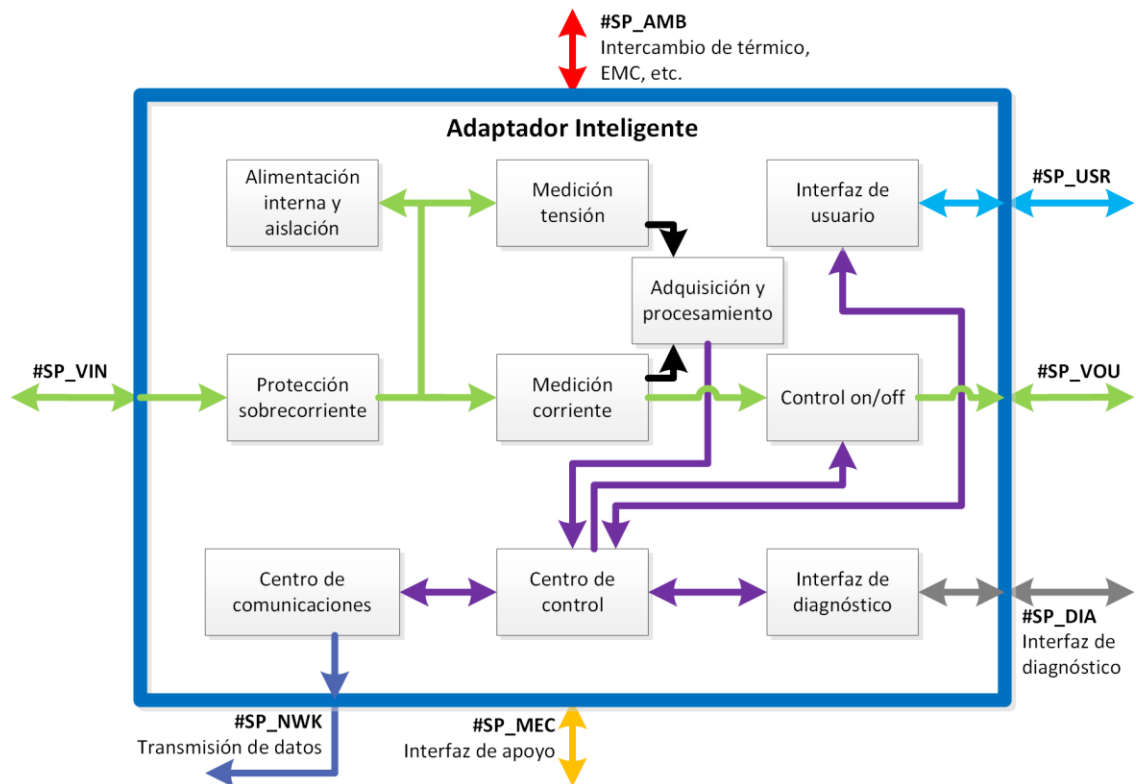 #SP_AMB
Intercambio de térmico,
EMC, etc.
Adaptador Inteligente
Alimentación
interna y
aislación
Medición
tensión
Interfaz de
usuario
#SP_USR
Adquisición y
procesamiento
#SP_VIN
Protección
sobrecorriente
Medición
corriente
Control on/off
#SP_VOU
Centro de
comunicaciones
Centro de
control
Interfaz de
diagnóstico
#SP_DIA
Interfaz de
diagnóstico
#SP_NWK
Transmisión de datos
#SP_MEC
Interfaz de apoyo